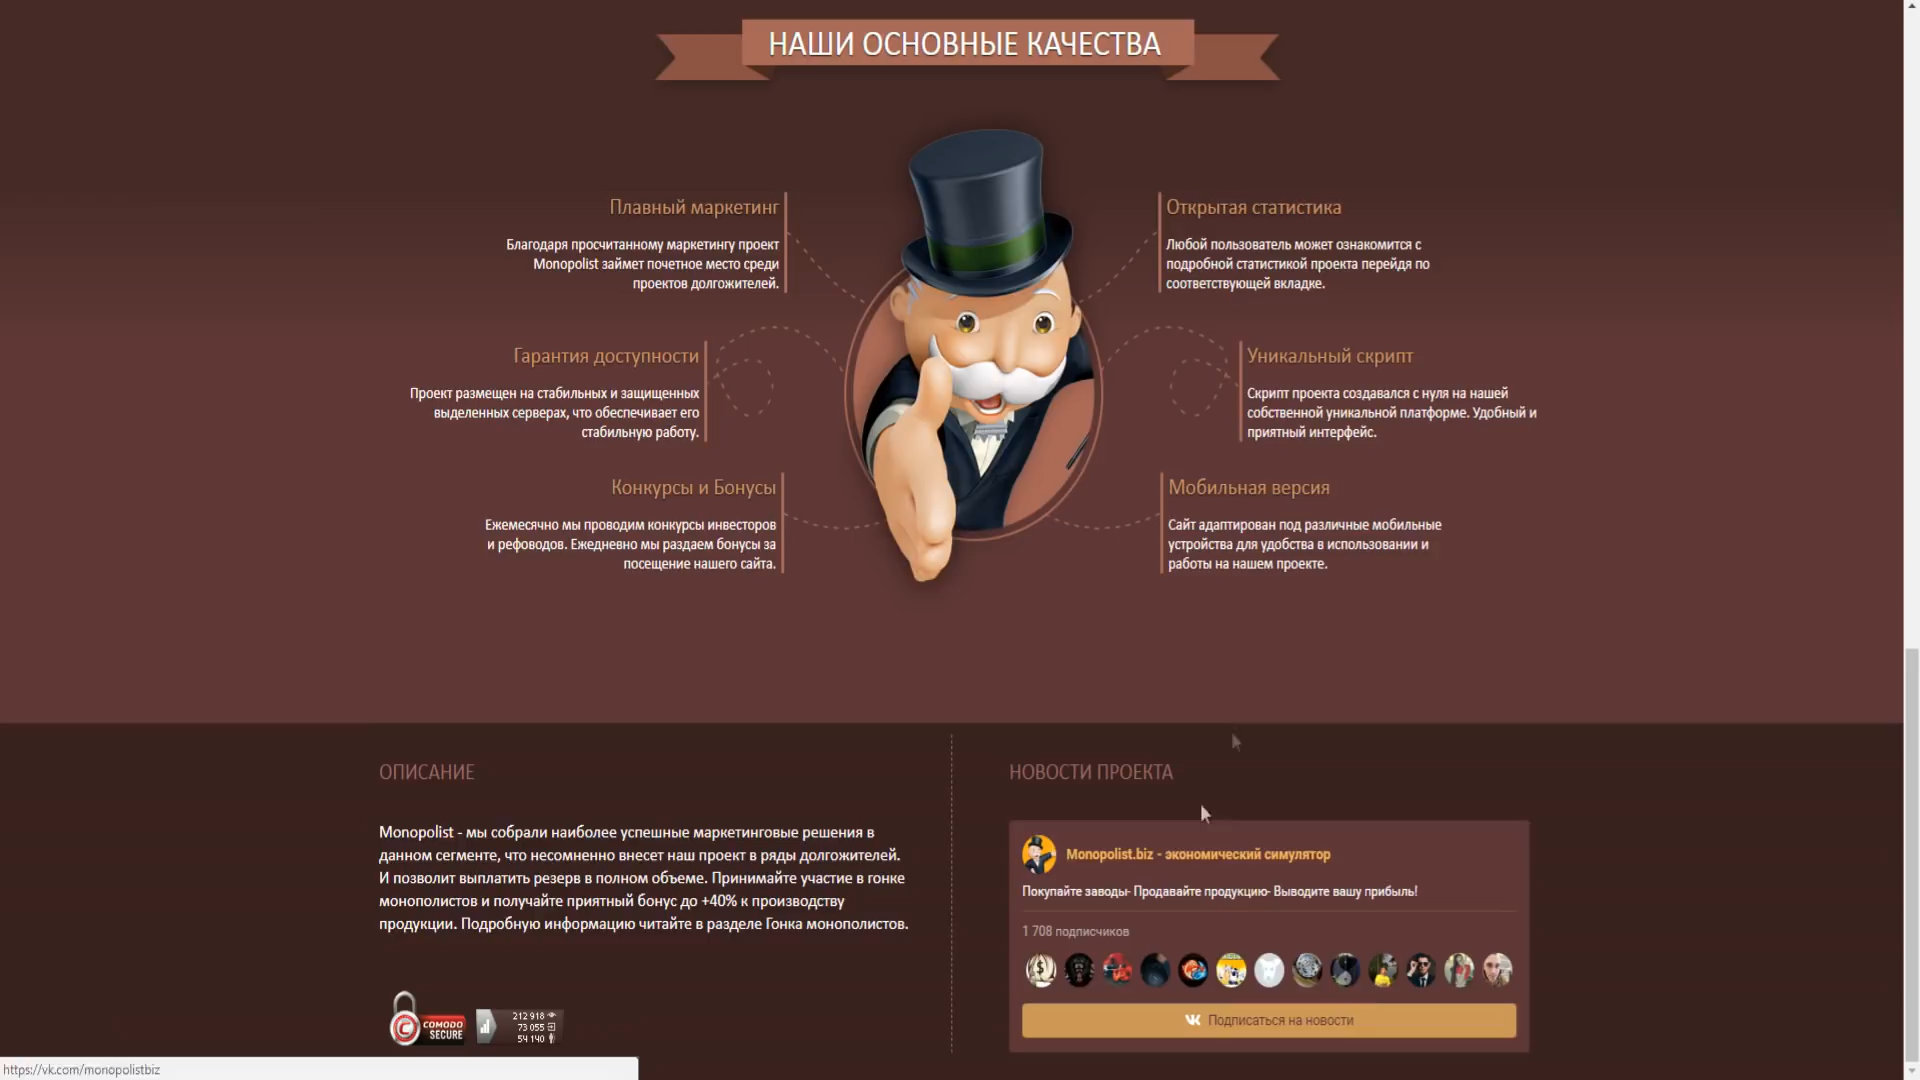 НАШИ ОСНОВНЫЕ КАЧЕСТВА
Плавный маркетинг
Благодаря просчитанному маркетингу проект
Monopolist займет почетное место среди
проектов долгожителей.
Открытая статистика
Любой пользователь может ознакомится с
подробной статистикой проекта перейдя по
соответствующей вкладке.
Гарантия доступности
Проект размещен на стабильных и защищенных
выделенных серверах, что обеспечивает его
стабильную работу.
Уникальный скрипт
Скрипт проекта создавался с нуля на нашей
собственной уникальной платформе. Удобный и
приятный интерфейс.
Конкурсы и Бонусы
Ежемесячно мы проводим конкурсы инвесторов
и рефоводов. Ежедневно мы раздаем бонусы за
посещение нашего сайта.
Мобильная версия
Сайт адаптирован под различные мобильные
устройства для удобства в использовании и
работы на нашем проекте.
ОПИСАНИЕ
Monopolist - мы собрали наиболее успешные маркетинговые решения в
данном сегменте, что несомненно внесет наш проект в ряды долгожителей.
И позволит выплатить резерв в полном объеме. Принимайте участие в гонке
монополистов и получайте приятный бонус до +40% к производству
продукции. Подробную информацию читайте в разделе Гонка монополистов.
COMODO
SECURE
212 918
73 055
54 140
НОВОСТИ ПРОЕКТА
Monopolist.biz - экономический симулятор
Покупайте заводы- Продавайте продукцию- Выводите вашу прибыль!
1 708 подписчиков
Подписаться на новости
https://vk.com/monopolistbiz